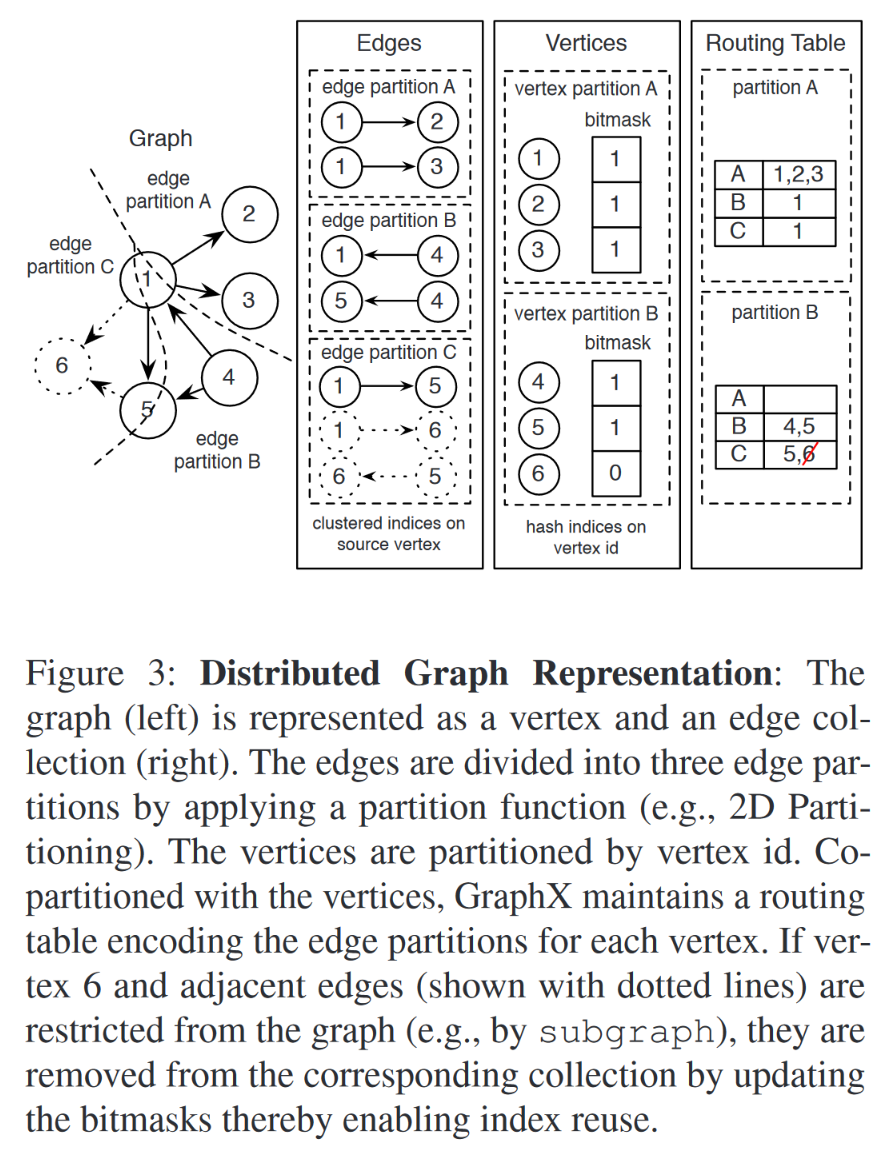 Graph
edge
partition A
edge
partition C
2
1
3
6
4
5
edge
partition B
Edges
edge partition A
1 2
1 3
edge partition B
1 4
5 4
edge partition C
1 5
1 6
6 5
clustered indices on
source vertex
Vertices
vertex partition A
bitmask
1 1
2 1
3 1
vertex partition B
bitmask
4 1
5 1
6 0
hash indices on
vertex id
Routing Table
partition A
A 1,2,3
B 1
C 1
partition B
A
B 4,5
C 5,6
Figure 3: Distributed Graph Representation: The
graph (left) is represented as a vertex and an edge col-
lection (right). The edges are divided into three edge par-
titions by applying a partition function (e.g., 2D Parti-
tioning). The vertices are partitioned by vertex id. Co-
partitioned with the vertices, GraphX maintains a routing
table encoding the edge partitions for each vertex. If ver-
tex 6 and adjacent edges (shown with dotted lines) are
restricted from the graph (e.g., by subgraph), they are
removed from the corresponding collection by updating
the bitmasks thereby enabling index reuse.